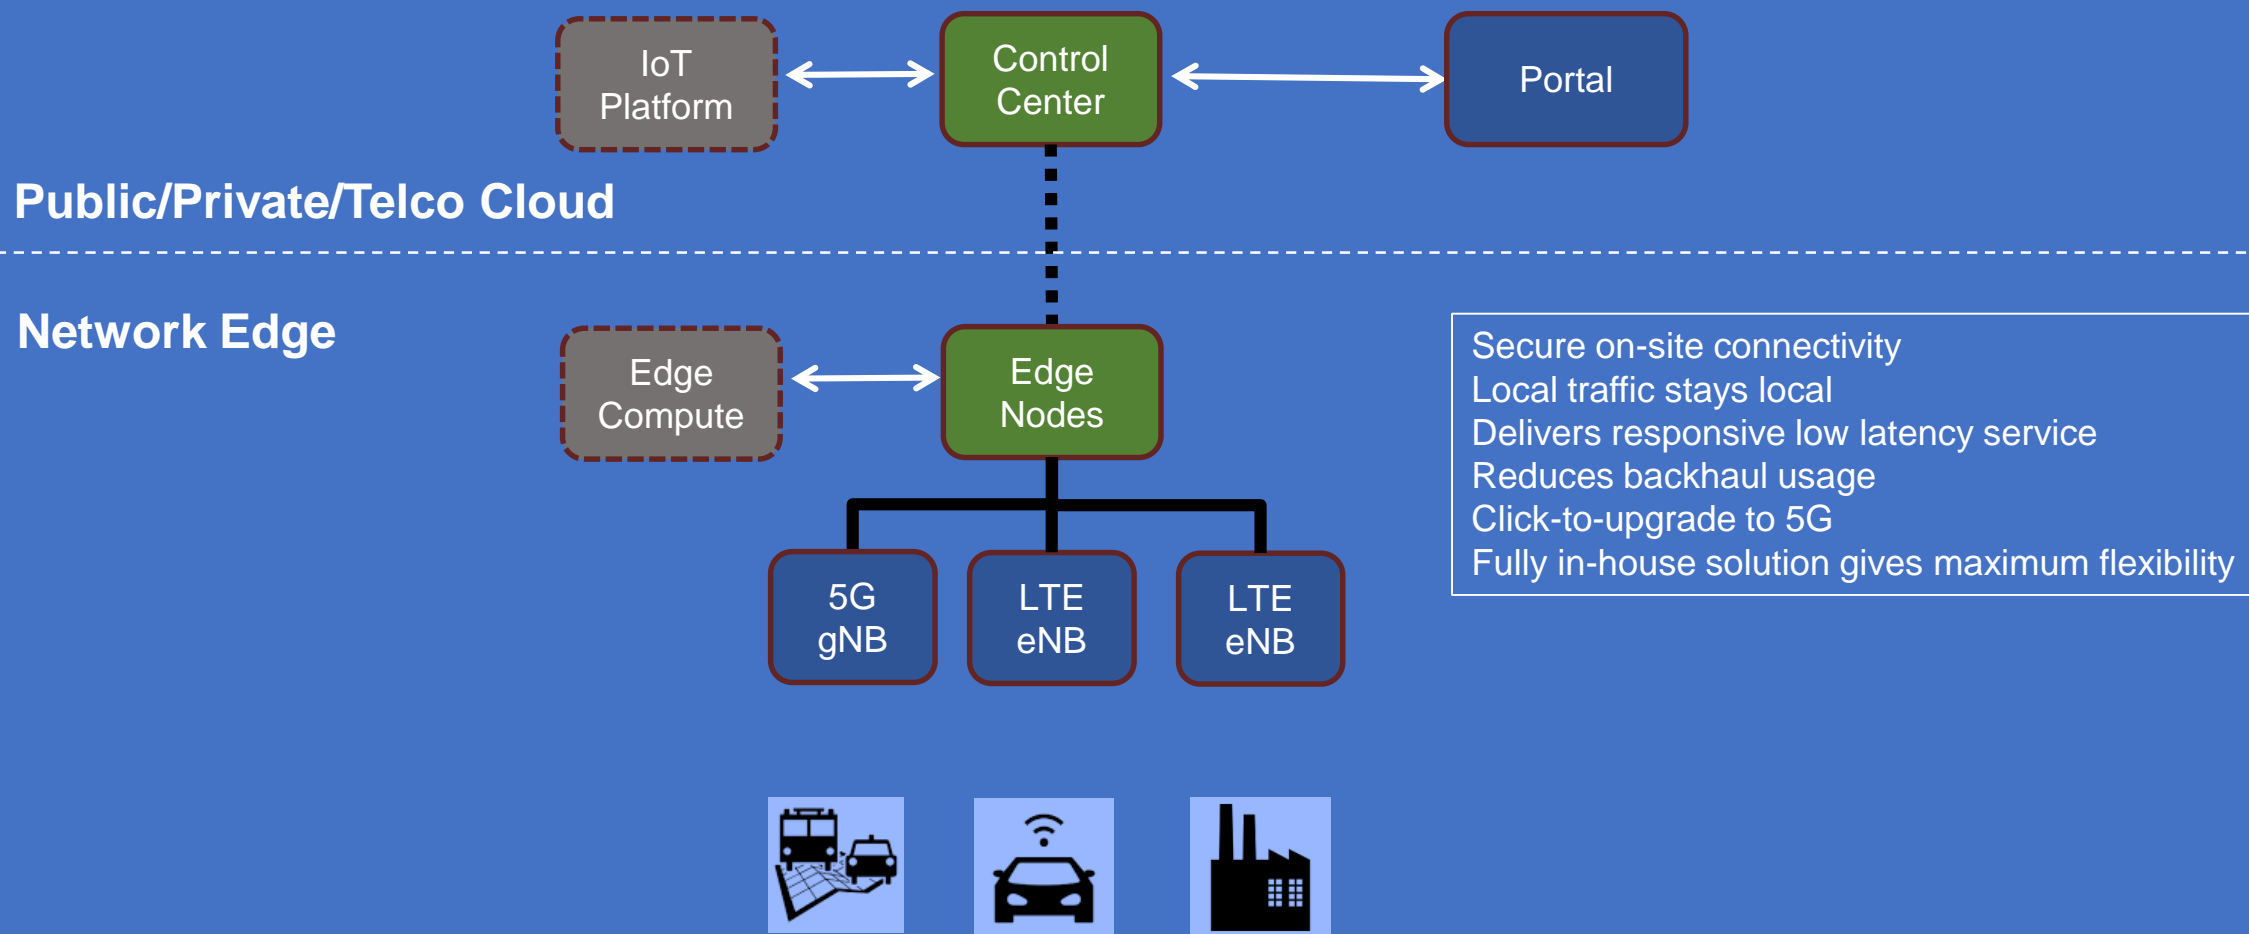 IoT
Platform
Control
Center
Portal
Public/Private/Telco Cloud
Network Edge
Edge
Compute
Edge
Nodes
Secure on-site connectivity
Local traffic stays local
Delivers responsive low latency service
Reduces backhaul usage
Click-to-upgrade to 5G
Fully in-house solution gives maximum flexibility
5G
gNB
LTE
eNB
LTE
eNB